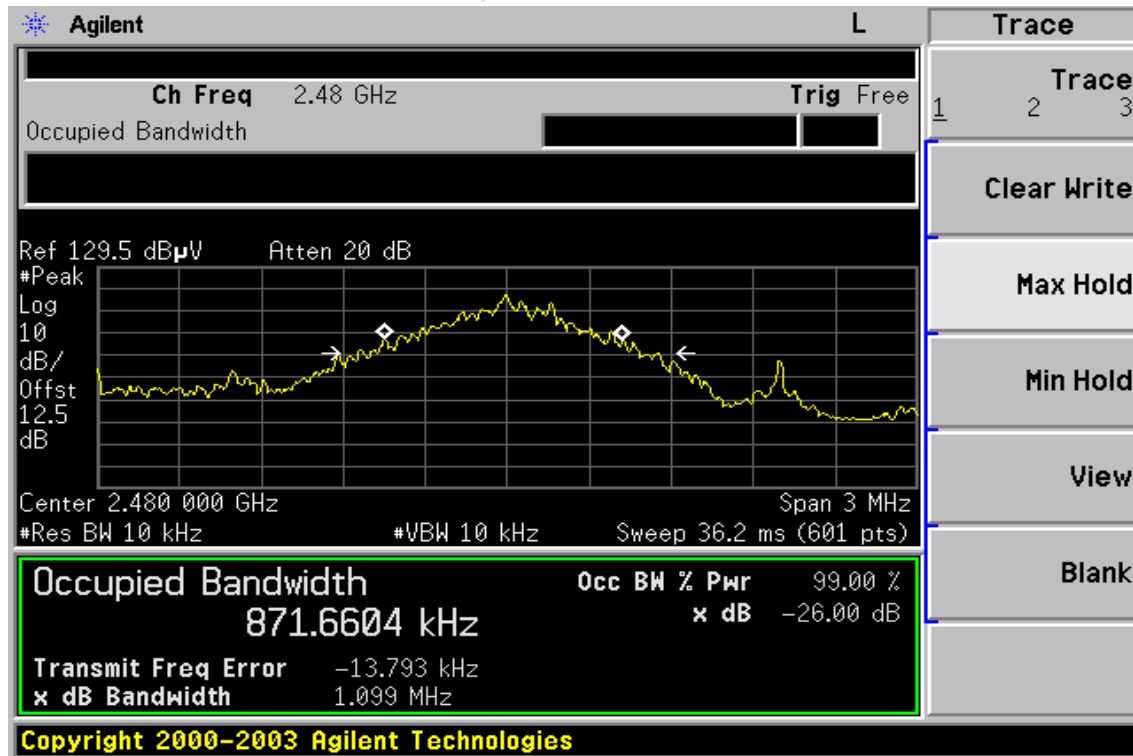 Agilent L Trace
Ch Freq 2.48 GHz Trig Free
Occupied Bandwidth
Trace
1 2 3
Clear Write
Max Hold
Min Hold
View
Blank
Ref 129.5 dBµV Atten 20 dB
#Peak
Log
10
dB/
Offst
12.5
dB
Center 2.480 000 GHz Span 3 MHz
#Res BW 10 kHz #VBW 10 kHz Sweep 36.2 ms (601 pts)
Occupied Bandwidth Occ BW % Pwr 99.00 %
871.6604 kHz x dB -26.00 dB
Transmit Freq Error -13.793 kHz
x dB Bandwidth 1.099 MHz
Copyright 2000-2003 Agilent Technologies